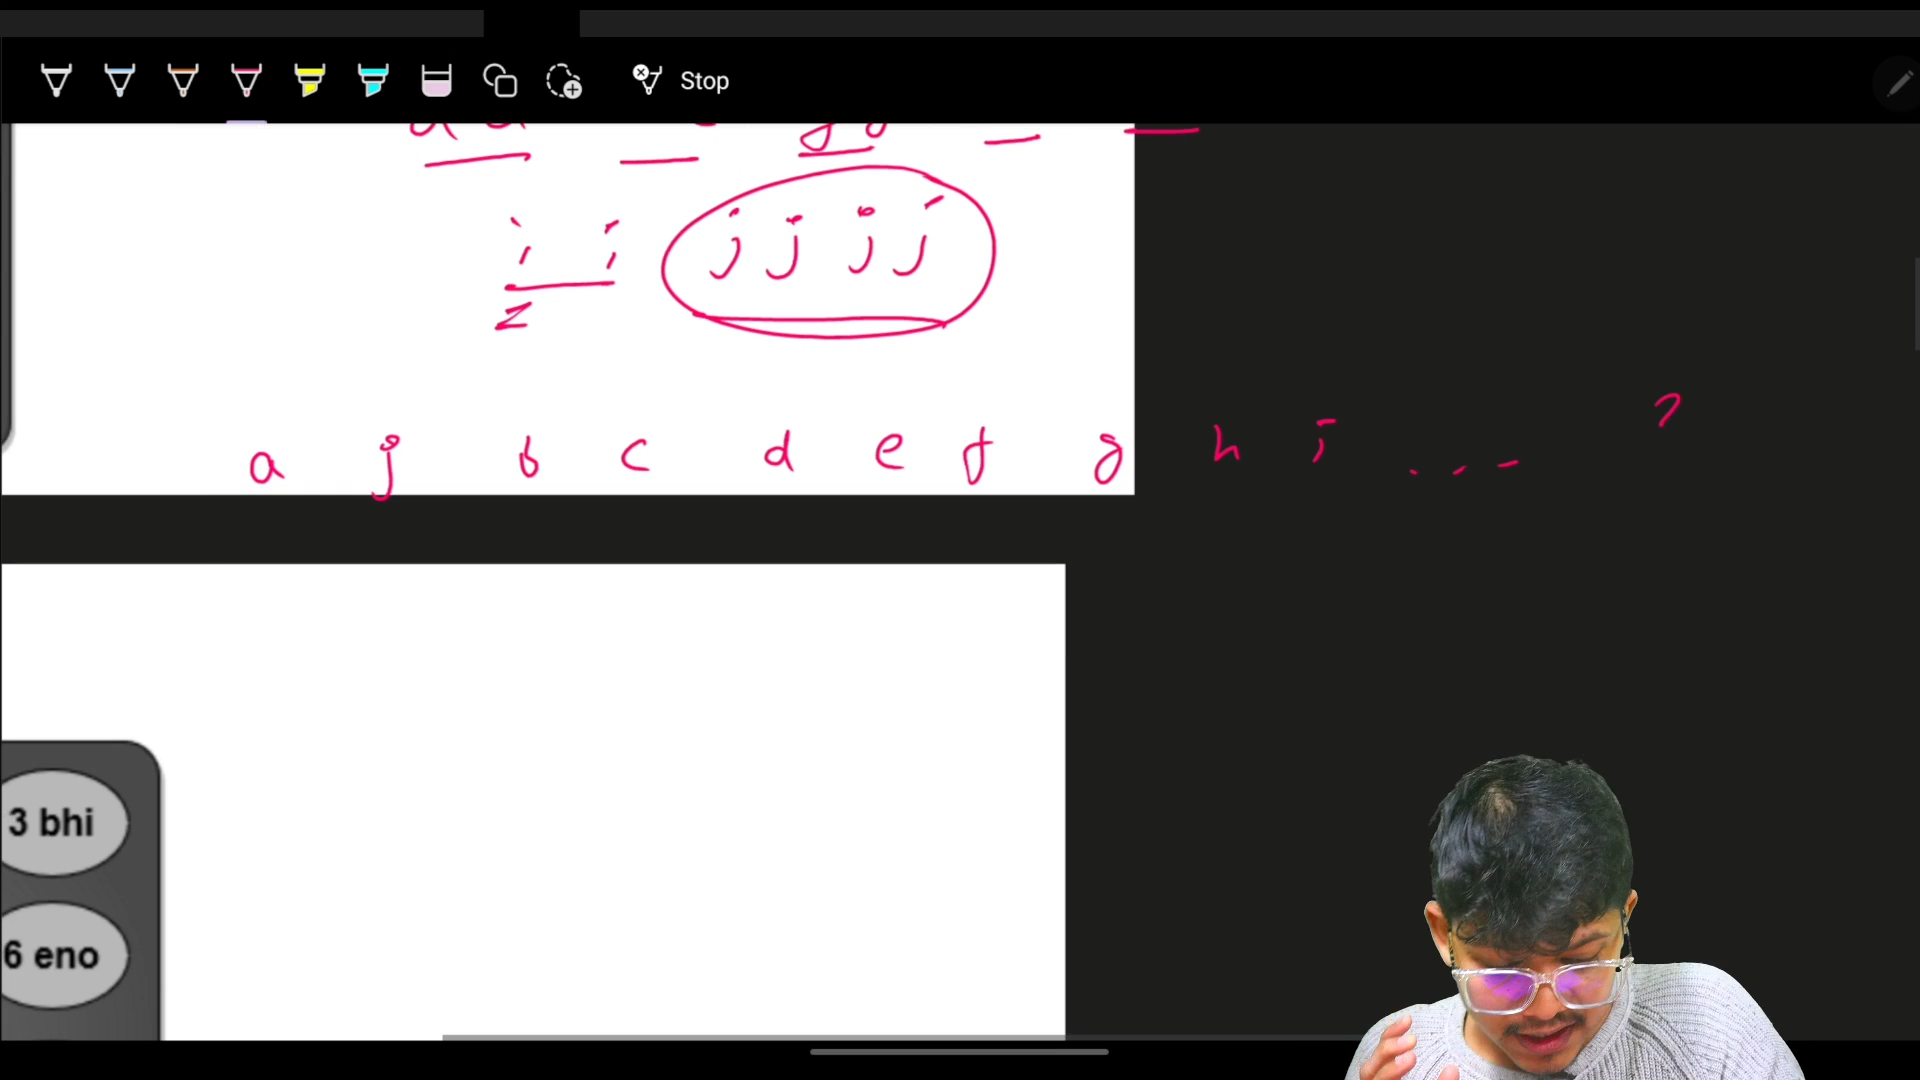 Stop
i i j j j j
z
a j b c d e f g h i ... ?
3 bhi
6 eno